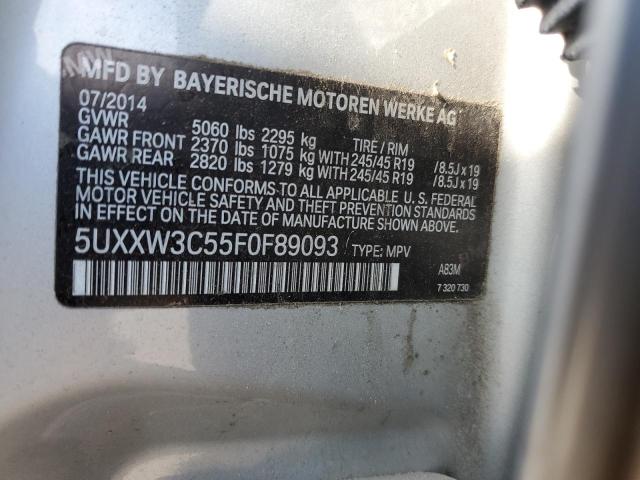 MFD BY BAYERISCHE MOTOREN WERKE AG
07/2014
GVWR 5060 lbs 2295 kg TIRE / RIM
GAWR FRONT 2370 lbs 1075 kg WITH 245/45 R19 /8.5J x 19
GAWR REAR 2820 lbs 1279 kg WITH 245/45 R19 /8.5J x 19
THIS VEHICLE CONFORMS TO ALL APPLICABLE U.S. FEDERAL
MOTOR VEHICLE SAFETY AND THEFT PREVENTION STANDARDS
IN EFFECT ON THE DATE OF MANUFACTURE SHOWN ABOVE.
5UXXW3C55F0F89093 TYPE: MPV
A83M
7 320 730